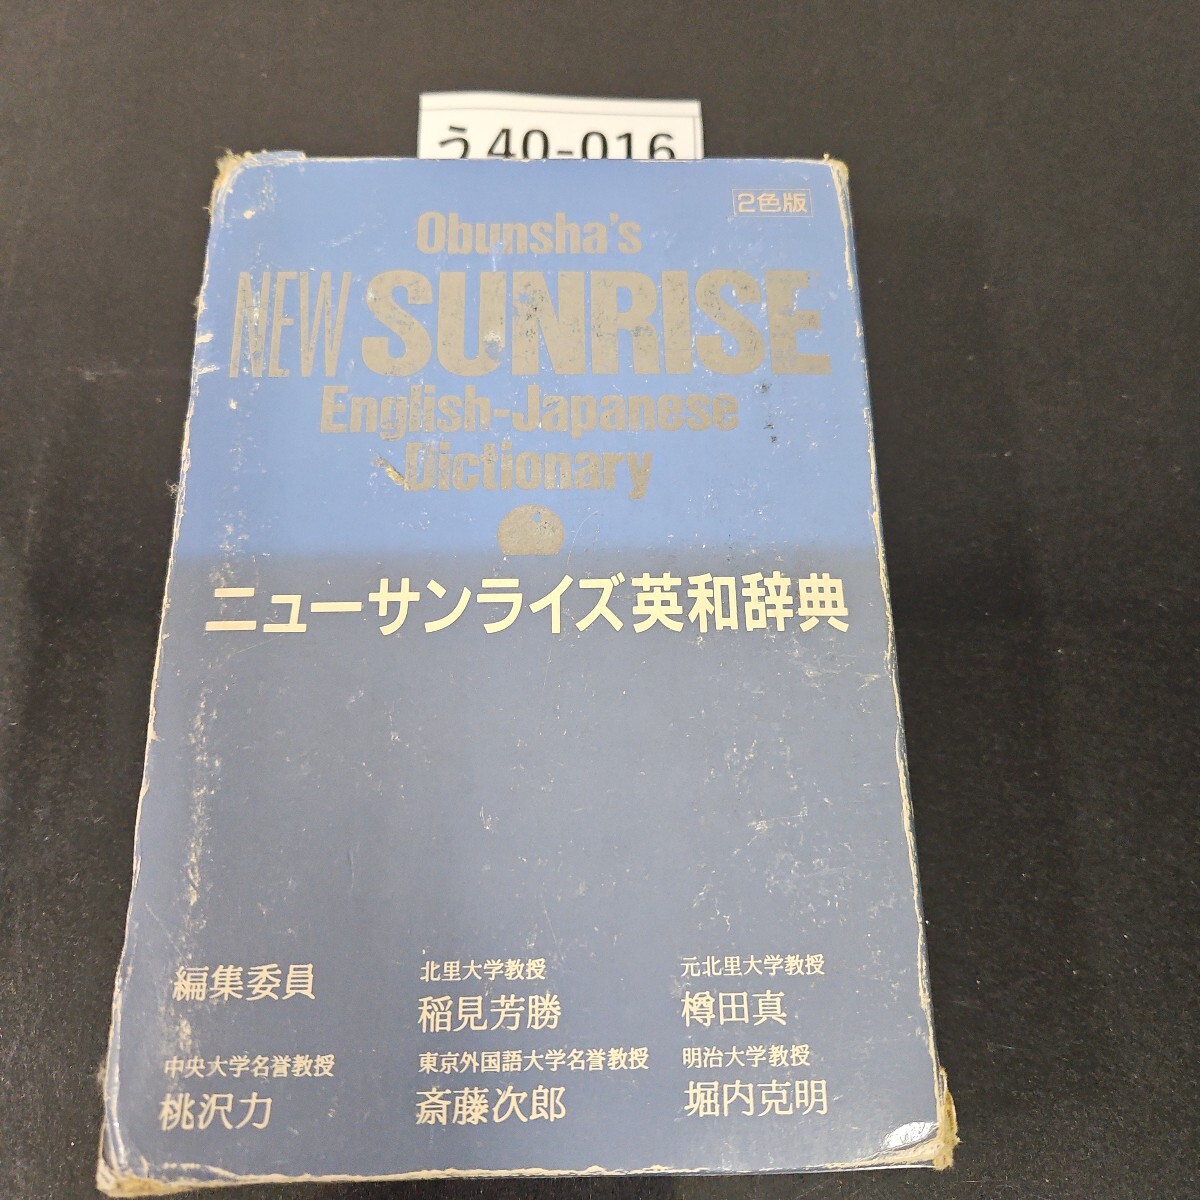 う40-016
2色版
Obunsha's
NEW SUNRISE
English-Japanese
Dictionary
ニューサンライズ英和辞典
編集委員
北里大学教授
稲見芳勝
元北里大学教授
樽田真
中央大学名誉教授
桃沢力
東京外国語大学名誉教授
斎藤次郎
明治大学教授
堀内克明